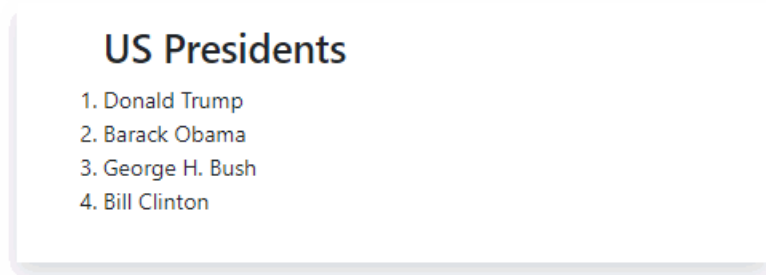 US Presidents
1. Donald Trump
2. Barack Obama
3. George H. Bush
4. Bill Clinton